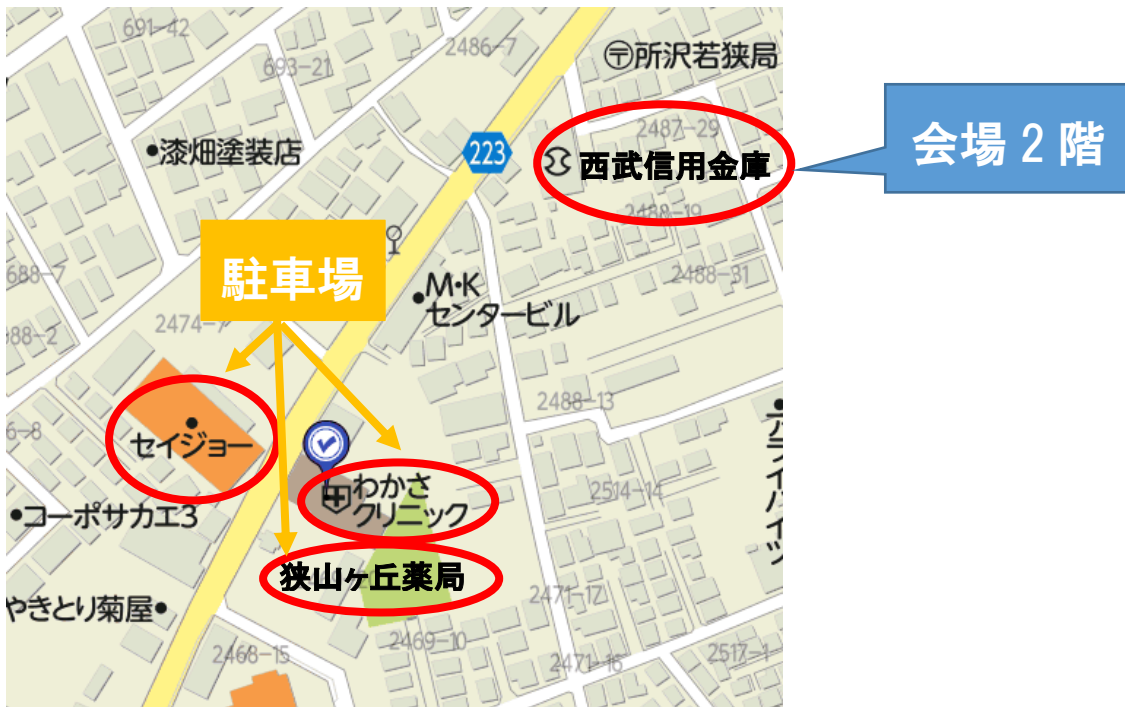 691-42
693-21
2486-7
〒所沢若狭局
2487-29
会場2階
漆畑塗装店
223
西武信用金庫
2488-19
688-7
駐車場
2488-31
M・K
センタービル
2474-7
88-2
2488-13
6-8
セイジョー
わかさ
クリニック
2514-14
コーポサカエ3
狭山ヶ丘薬局
2471-17
やきとり菊屋
2469-10
2468-15
2471-16
2517-1